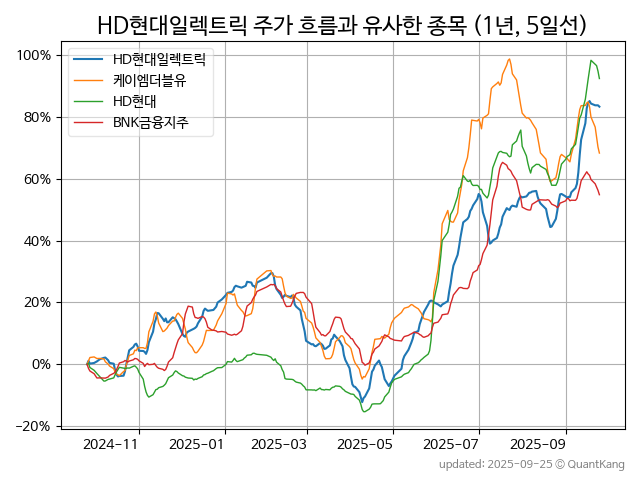 HD현대일렉트릭 주가 흐름과 유사한 종목 (1년, 5일선)
HD현대일렉트릭
케이엠더블유
HD현대
BNK금융지주
100%
80%
60%
40%
20%
0%
−20%
2024-11
2025-01
2025-03
2025-05
2025-07
2025-09
updated: 2025-09-25 © QuantKang